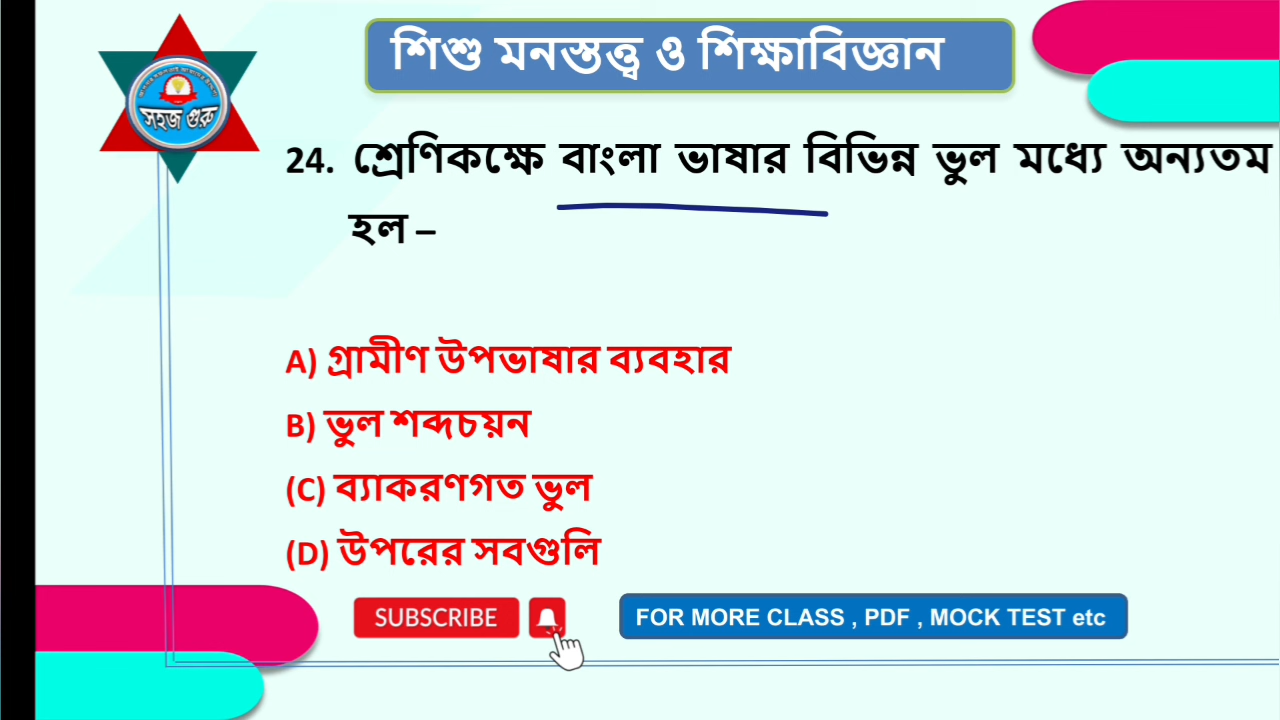 শিশু মনস্তত্ত্ব ও শিক্ষাবিজ্ঞান
সহজ গুরু
24. শ্রেণিকক্ষে বাংলা ভাষার বিভিন্ন ভুল মধ্যে অন্যতম
হল –
A) গ্রামীণ উপভাষার ব্যবহার
B) ভুল শব্দচয়ন
(C) ব্যাকরণগত ভুল
(D) উপরের সবগুলি
SUBSCRIBE
FOR MORE CLASS , PDF , MOCK TEST etc